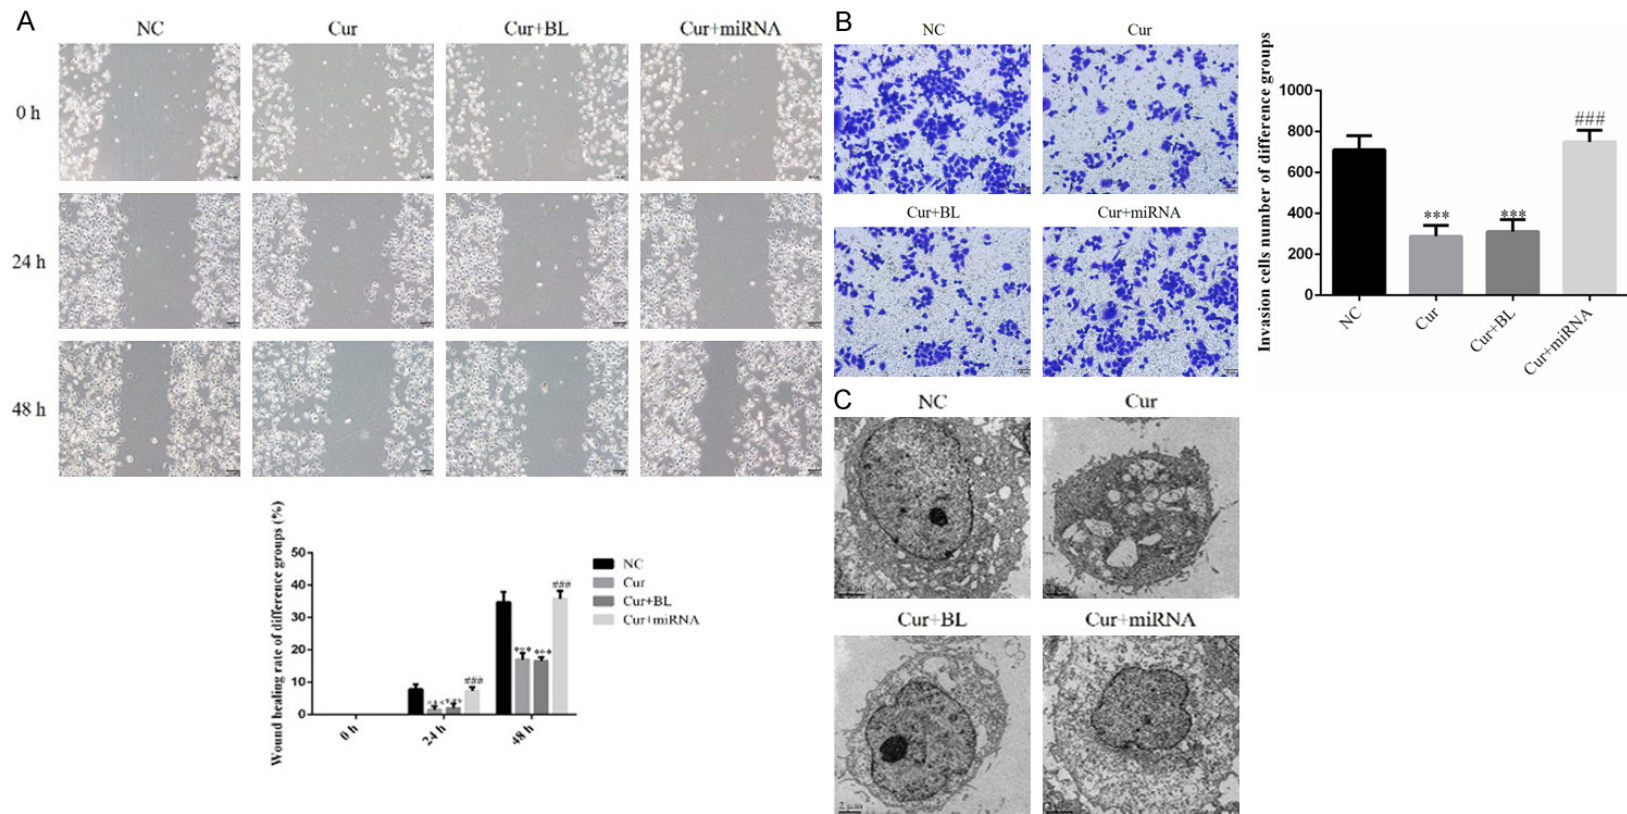 A
NC
Cur
Cur+BL
Cur+miRNA
0 h
24 h
48 h
Wound healing rate of difference groups (%)
50
40
30
20
10
0
***
***
###
***
***
###
0 h
24 h
48 h
NC
Cur
Cur+BL
Cur+miRNA
B
NC
Cur
Cur+BL
Cur+miRNA
Invasion cells number of difference groups
1000
800
600
400
200
0
***
***
###
NC
Cur
Cur+BL
Cur+miRNA
C
NC
Cur
Cur+BL
Cur+miRNA
2 μm